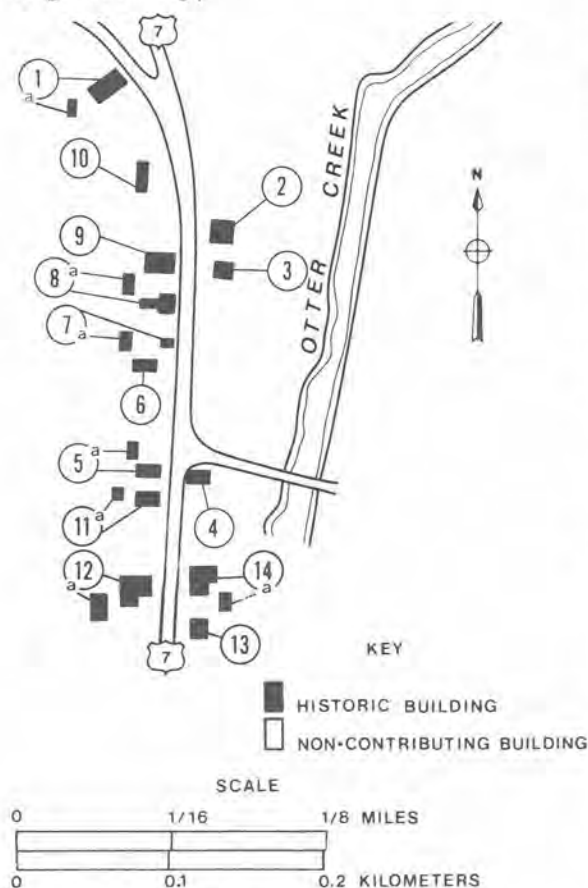 7
1
a
10
2
OTTER CREEK
N
9
3
8 a
7 a
6
a
5
4
a
11
12
a
14
a
13
7
KEY
HISTORIC BUILDING
NON-CONTRIBUTING BUILDING
SCALE
0 1/16 1/8 MILES
0 0.1 0.2 KILOMETERS